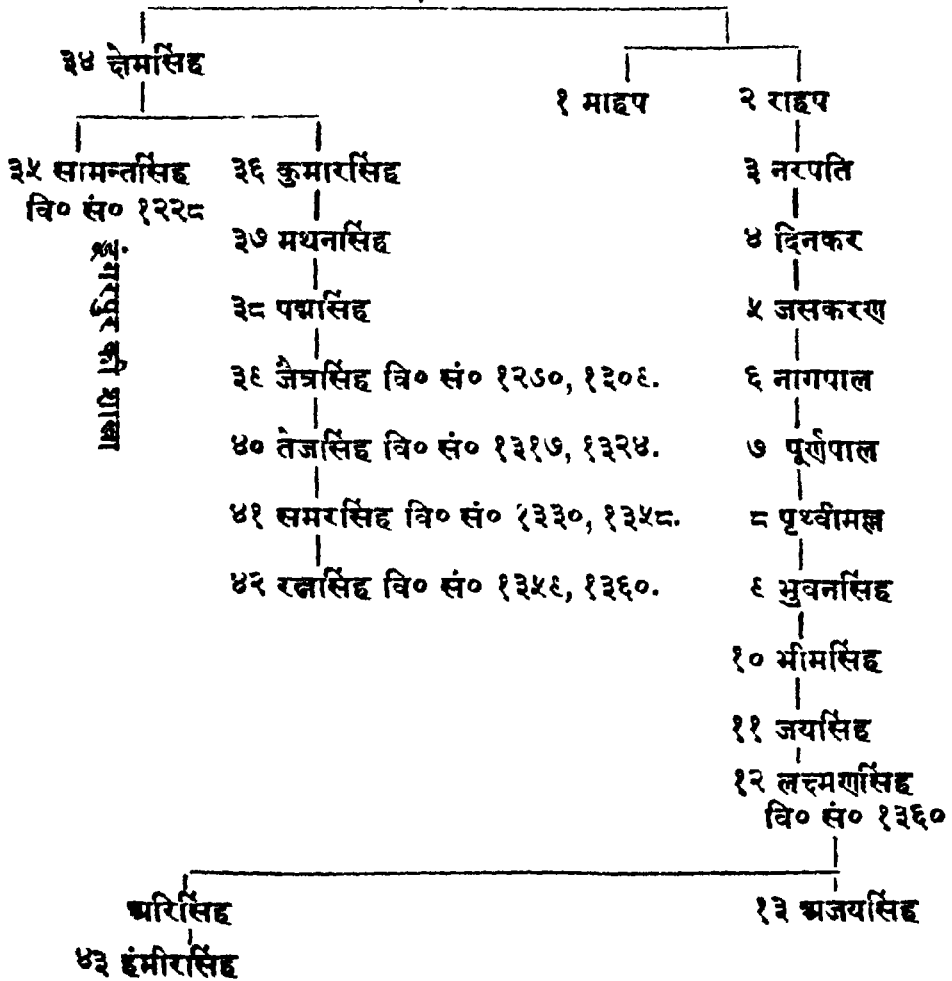 ३४ क्षेमसिंह
१ माहप
२ राहप
३५ सामन्तसिंह
वि० सं० १२२८
डूंगरपुर की शाखा
३६ कुमारसिंह
३७ मथनसिंह
३८ पद्मसिंह
३९ जैत्रसिंह वि० सं० १२७०, १३०९.
४० तेजसिंह वि० सं० १३१७, १३२४.
४१ समरसिंह वि० सं० १३३०, १३५८.
४२ रत्नसिंह वि० सं० १३५९, १३६०.
३ नरपति
४ दिनकर
५ जसकरण
६ नागपाल
७ पूर्णपाल
८ पृथ्वीमल्ल
९ भुवनसिंह
१० भीमसिंह
११ जयसिंह
१२ लक्ष्मणसिंह
वि० सं० १३६०
अरिसिंह
१३ अजयसिंह
४३ हंमीरसिंह